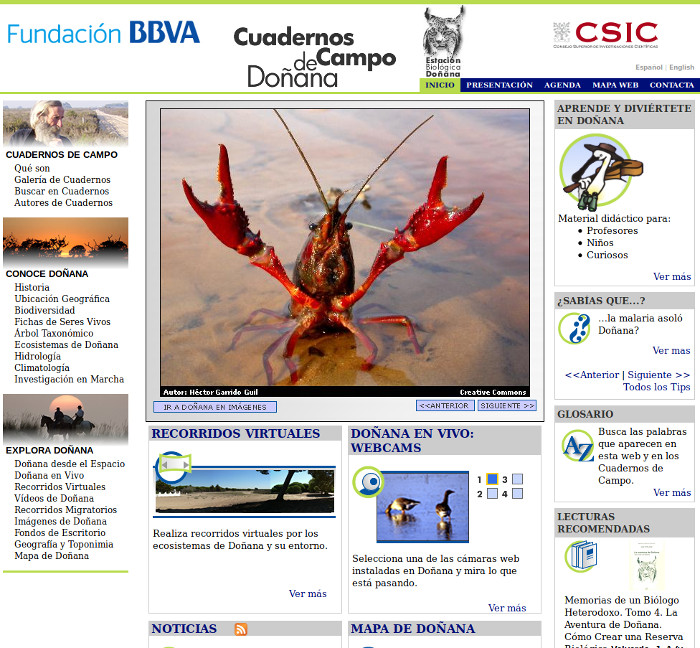 Fundación BBVA
Cuadernos
de Campo
Doñana
Estación
Biológica
Doñana
CSIC
CONSEJO SUPERIOR DE INVESTIGACIONES CIENTÍFICAS
Español | English
INICIO PRESENTACIÓN AGENDA MAPA WEB CONTACTA
CUADERNOS DE CAMPO
Qué son
Galería de Cuadernos
Buscar en Cuadernos
Autores de Cuadernos
CONOCE DOÑANA
Historia
Ubicación Geográfica
Biodiversidad
Fichas de Seres Vivos
Árbol Taxonómico
Ecosistemas de Doñana
Hidrología
Climatología
Investigación en Marcha
EXPLORA DOÑANA
Doñana desde el Espacio
Doñana en Vivo
Recorridos Virtuales
Vídeos de Doñana
Recorridos Migratorios
Imágenes de Doñana
Fondos de Escritorio
Geografía y Toponimia
Mapa de Doñana
Autor: Héctor Garrido Guil Creative Commons
IR A DOÑANA EN IMÁGENES <<ANTERIOR SIGUIENTE >>
RECORRIDOS VIRTUALES
Realiza recorridos virtuales por los
ecosistemas de Doñana y su entorno.
Ver más
DOÑANA EN VIVO:
WEBCAMS
1 3
2 4
Selecciona una de las cámaras web
instaladas en Doñana y mira lo que
está pasando.
Ver más
NOTICIAS
MAPA DE DOÑANA
APRENDE Y DIVIÉRTETE
EN DOÑANA
Material didáctico para:
• Profesores
• Niños
• Curiosos
Ver más
¿SABÍAS QUE...?
...la malaria asoló
Doñana?
Ver mas
<<Anterior | Siguiente >>
Todos los Tips
GLOSARIO
AZ
Busca las palabras
que aparecen en
esta web y en los
Cuadernos de
Campo.
Ver más
LECTURAS
RECOMENDADAS
Memorias de un Biólogo
Heterodoxo. Tomo 4. La
Aventura de Doñana.
Cómo Crear una Reserva